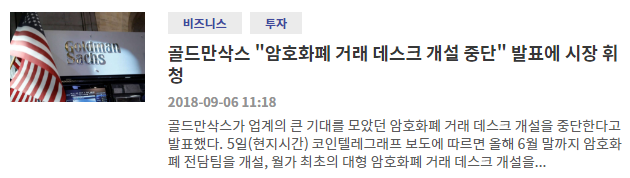 비즈니스 투자
Goldman
Sachs
골드만삭스 "암호화폐 거래 데스크 개설 중단" 발표에 시장 휘
청
2018-09-06 11:18
골드만삭스가 업계의 큰 기대를 모았던 암호화폐 거래 데스크 개설을 중단한다고
발표했다. 5일(현지시간) 코인텔레그래프 보도에 따르면 올해 6월 말까지 암호화
폐 전담팀을 개설, 월가 최초의 대형 암호화폐 거래 데스크 개설을...